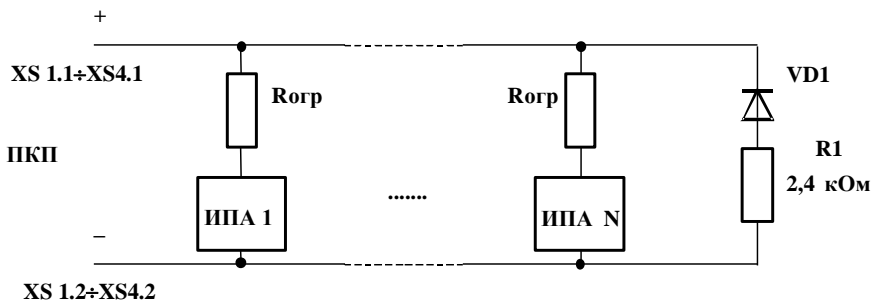 +
XS 1.1÷XS4.1
Rогр
Rогр
VD1
ПКП
R1
2,4 кОм
ИПА 1
.......
ИПА N
–
XS 1.2÷XS4.2